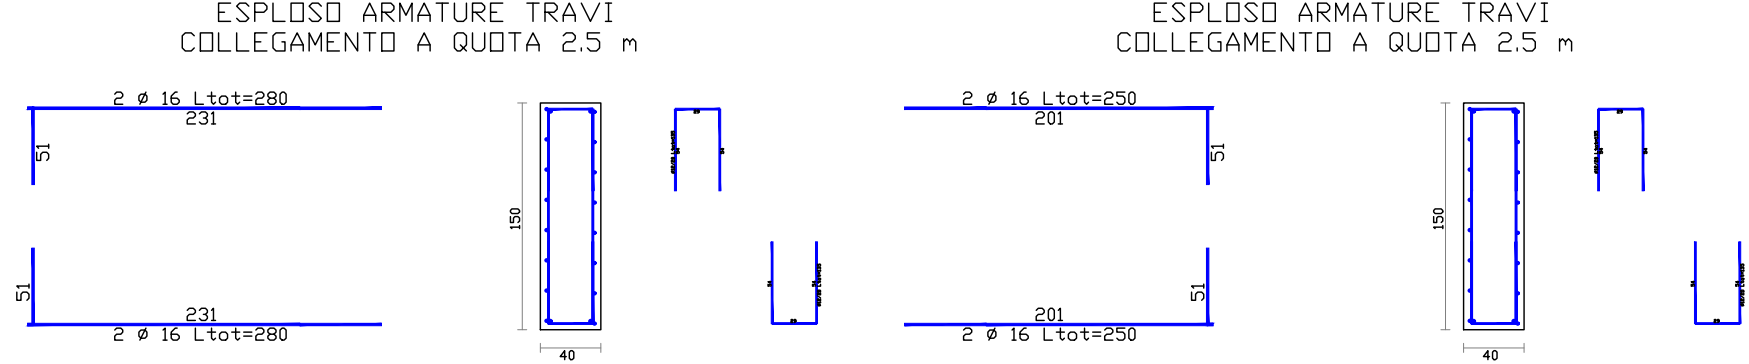 ESPLOSO ARMATURE TRAVI
COLLEGAMENTO A QUOTA 2.5 m
2 ø 16 Ltot=280
231
51
51
231
2 ø 16 Ltot=280
150
40
ESPLOSO ARMATURE TRAVI
COLLEGAMENTO A QUOTA 2.5 m
2 ø 16 Ltot=250
201
51
51
201
2 ø 16 Ltot=250
150
40